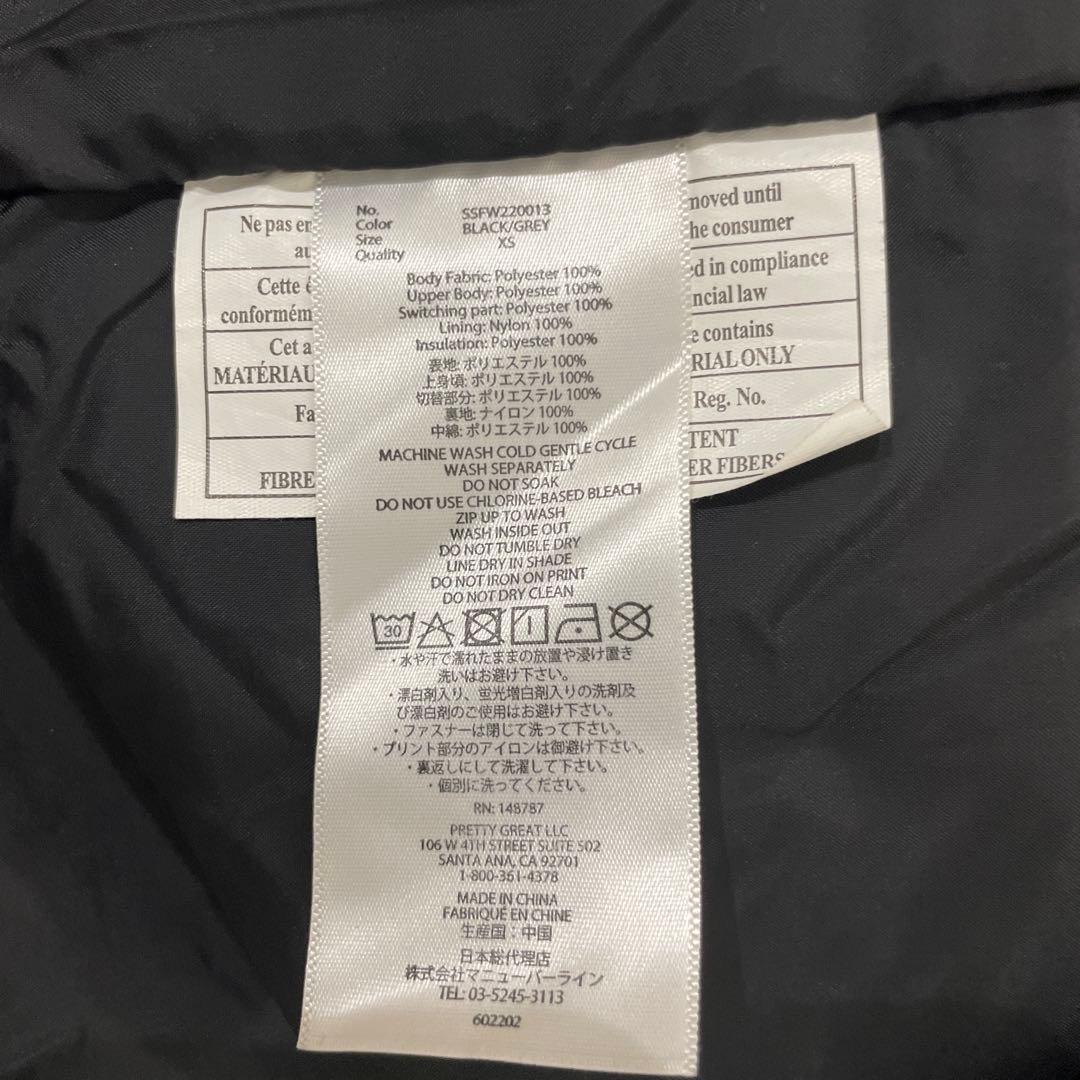 Ne pas
Cette
conformém
Cet a
MATÉRIAU
Fa
FIBRE
No. SSFW220013
Color BLACK/GREY
Size XS
Quality
Body Fabric: Polyester 100%
Upper Body: Polyester 100%
Switching part: Polyester 100%
Lining: Nylon 100%
Insulation: Polyester 100%
表地: ポリエステル 100%
上身頃: ポリエステル 100%
切替部分: ポリエステル 100%
裏地: ナイロン 100%
中綿: ポリエステル 100%
MACHINE WASH COLD GENTLE CYCLE
WASH SEPARATELY
DO NOT SOAK
DO NOT USE CHLORINE-BASED BLEACH
ZIP UP TO WASH
WASH INSIDE OUT
DO NOT TUMBLE DRY
LINE DRY IN SHADE
DO NOT IRON ON PRINT
DO NOT DRY CLEAN
30
・水や汗で濡れたままの放置や浸け置き
洗いはお避け下さい。
・漂白剤入り、蛍光増白剤入りの洗剤及
び漂白剤のご使用はお避け下さい。
・ファスナーは閉じて洗って下さい。
・プリント部分のアイロンは御避け下さい。
・裏返しにして洗濯して下さい。
・個別に洗ってください。
RN: 148787
PRETTY GREAT LLC
106 W 4TH STREET SUITE 502
SANTA ANA, CA 92701
1-800-361-4378
MADE IN CHINA
FABRIQUÉ EN CHINE
生産国：中国
日本総代理店
株式会社マニューバーライン
TEL: 03-5245-3113
602202
moved until
he consumer
d in compliance
ncial law
e contains
RIAL ONLY
Reg. No.
TENT
ER FIBERS